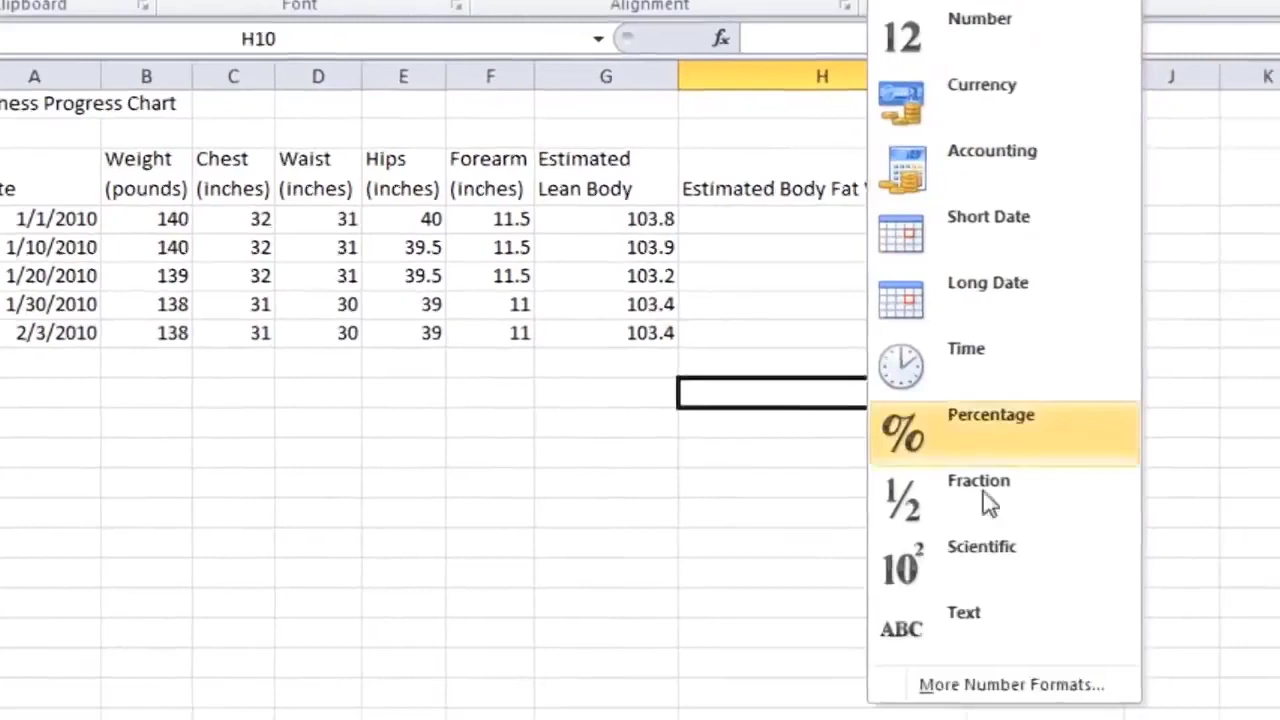 lipboard Font Alignment
H10 fx
A B C D E F G H J K
ness Progress Chart
Weight Chest Waist Hips Forearm Estimated
te (pounds) (inches) (inches) (inches) (inches) Lean Body Estimated Body Fat
1/1/2010 140 32 31 40 11.5 103.8
1/10/2010 140 32 31 39.5 11.5 103.9
1/20/2010 139 32 31 39.5 11.5 103.2
1/30/2010 138 31 30 39 11 103.4
2/3/2010 138 31 30 39 11 103.4
12 Number
Currency
Accounting
Short Date
Long Date
Time
% Percentage
1/2 Fraction
10² Scientific
ABC Text
More Number Formats...